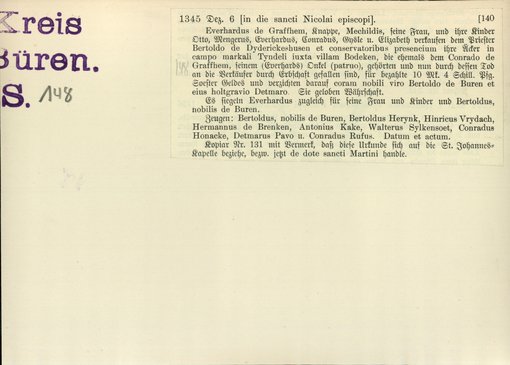 Kreis
Büren.
S. 148
1345 Dez. 6 [in die sancti Nicolai episcopi]. [140
Everhardus de Graffhem, Knappe, Mechildis, seine Frau, und ihre Kinder
Otto, Mengerus, Everhardus, Conradus, Gysle u. Elizabeth verkaufen dem Priester
Bertoldo de Dyderickeshusen et conservatoribus presencium ihre Äcker in
campo markali Tyndeli juxta villam Bodeken, die ehemals dem Conrado de
Graffhem, seinem (Everhards) Onkel (patruo), gehörten und nun durch dessen Tod
an die Verkäufer durch Erbschaft gefallen sind, für bezahlte 10 Mk. 4 Schill. Pfg.
Soester Geldes und verzichten darauf coram nobili viro Bertoldo de Buren et
eius holtgravio Detmaro. Sie geloben Währschaft.
Es siegeln Everhardus zugleich für seine Frau und Kinder und Bertoldus,
nobilis de Buren.
Zeugen: Bertoldus, nobilis de Buren, Bertoldus Herynk, Hinricus Vrydach,
Hermannus de Brenken, Antonius Kake, Walterus Sylkensoet, Conradus
Honacke, Detmarus Pavo u. Conradus Rufus. Datum et actum.
Kopiar Nr. 131 mit Vermerk, daß diese Urkunde sich auf die St. Johannes-
Kapelle beziehe, bezw. jetzt de dote sancti Martini handle.